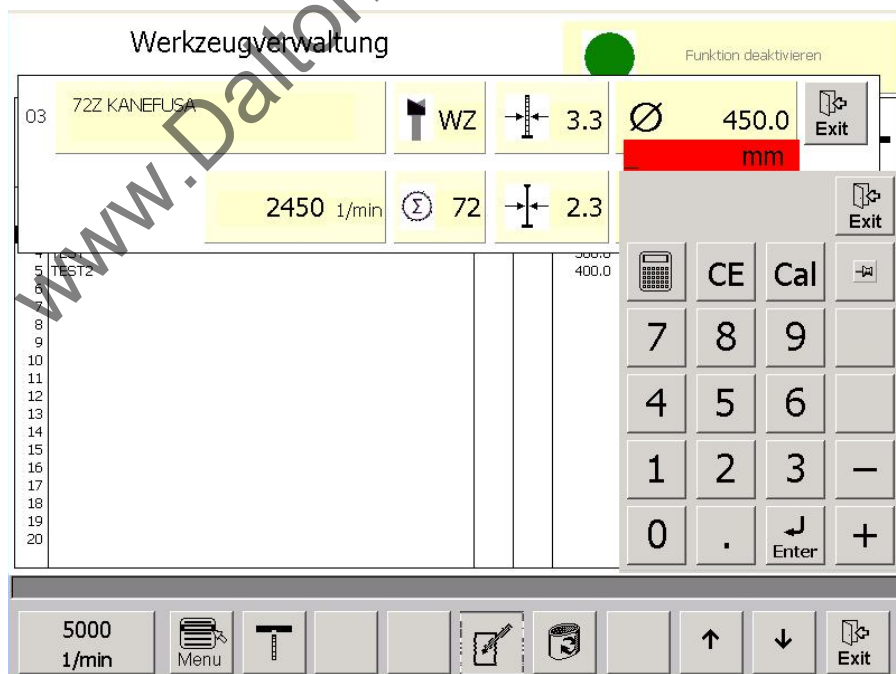 Werkzeugverwaltung
Funktion deaktivieren
03
72Z KANEFUSA
WZ
3.3
Ø
450.0
Exit
_ mm
2450 1/min
Σ 72
2.3
Exit
5 TEST2
400.0
6
7
8
9
10
11
12
13
14
15
16
17
18
19
20
CE Cal
7 8 9
4 5 6
1 2 3 −
0 . Enter +
5000
1/min
Menu
↑
↓
Exit